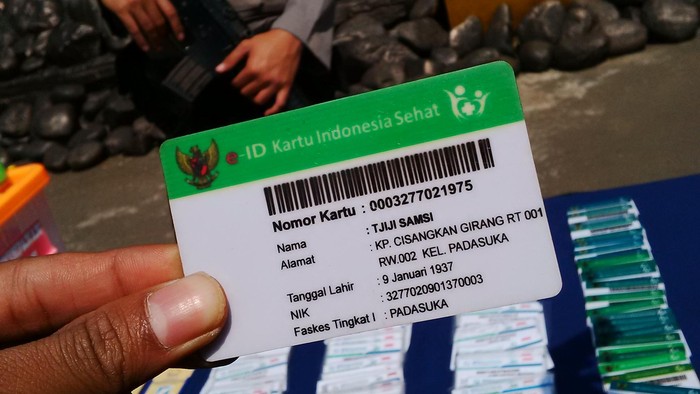 e-ID Kartu Indonesia Sehat
Nomor Kartu : 0003277021975
Nama : TJIJI SAMSI
Alamat : KP. CISANGKAN GIRANG RT 001
RW.002 KEL. PADASUKA
Tanggal Lahir : 9 Januari 1937
NIK : 3277020901370003
Faskes Tingkat I : PADASUKA